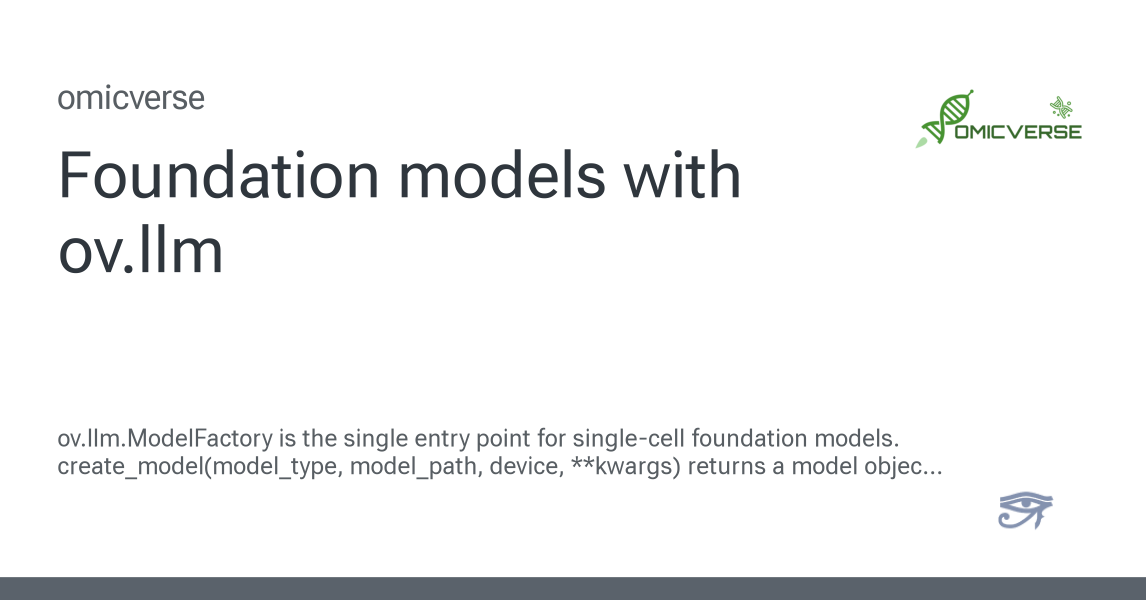 omicverse
OMICVERSE
Foundation models with
ov.llm
ov.llm.ModelFactory is the single entry point for single-cell foundation models.
create_model(model_type, model_path, device, **kwargs) returns a model objec...